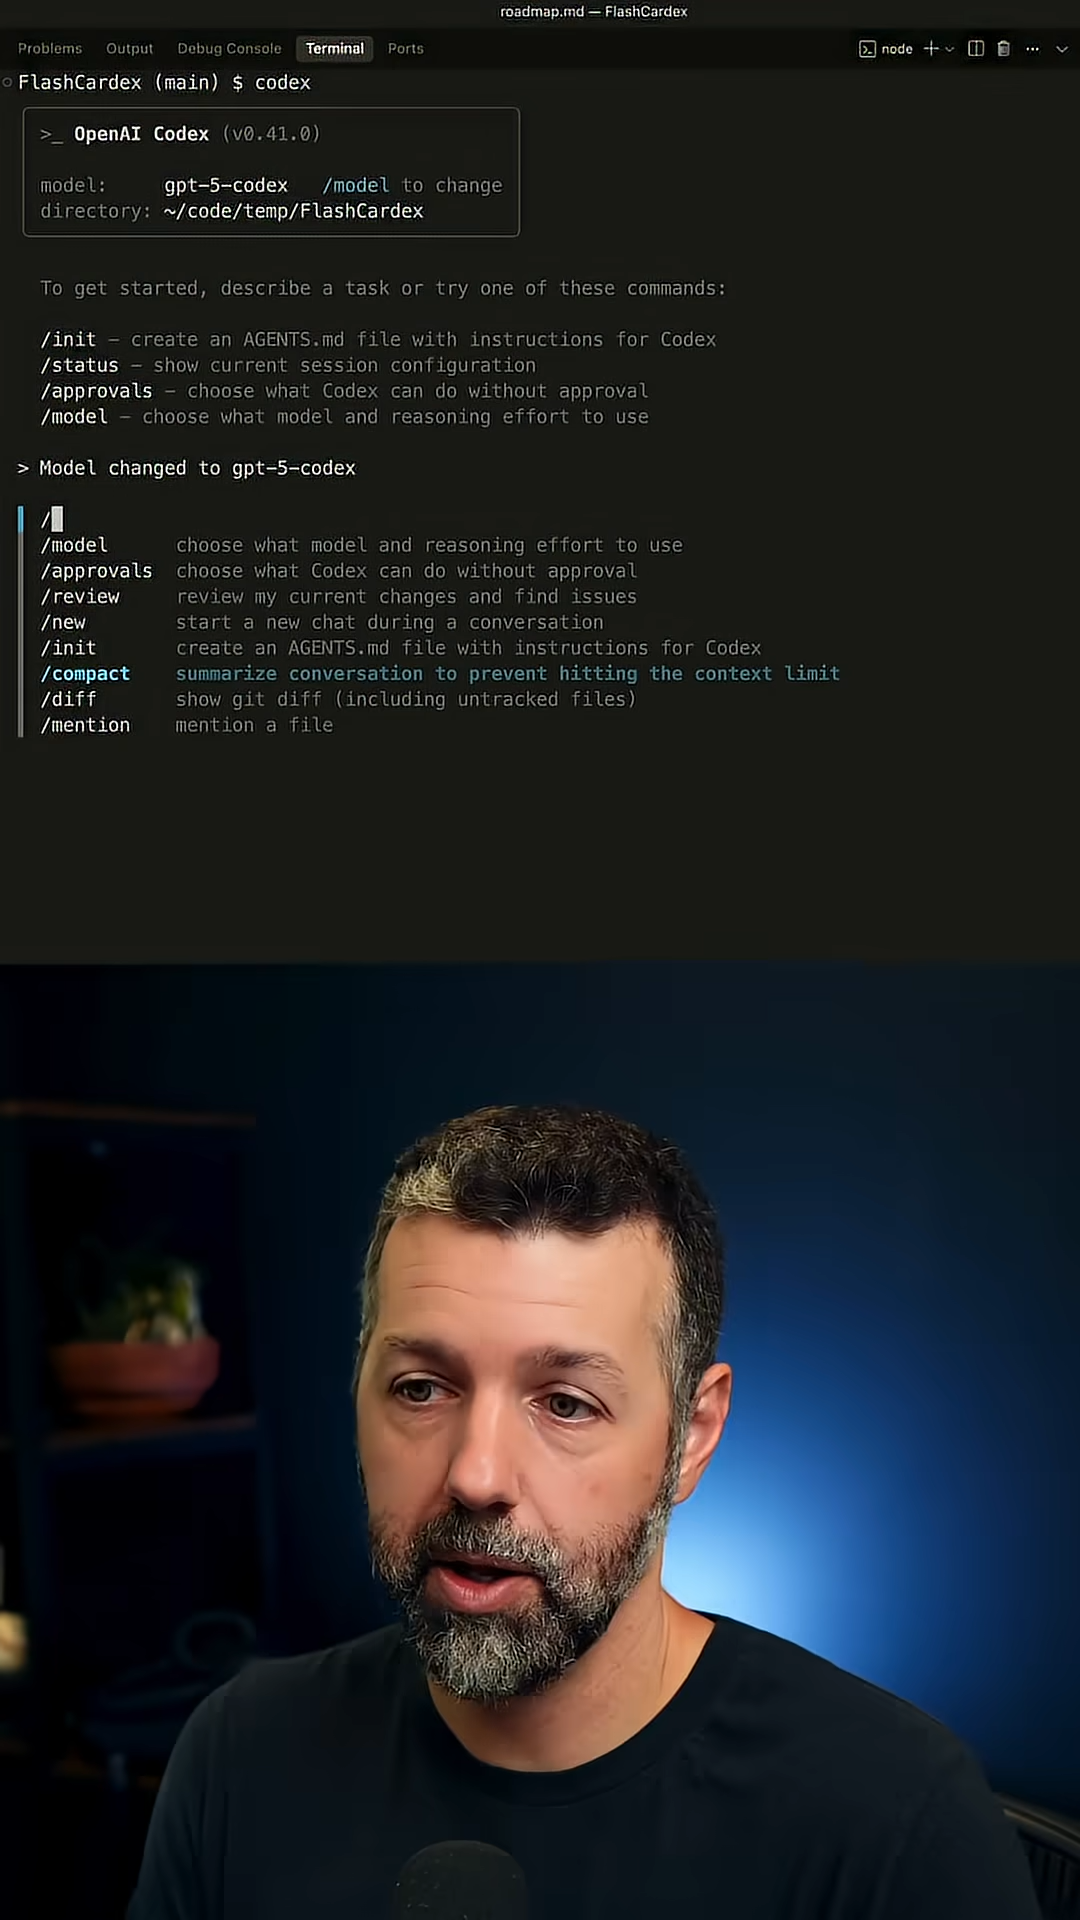 roadmap.md — FlashCardex
Problems Output Debug Console Terminal Ports node
FlashCardex (main) $ codex
>_ OpenAI Codex (v0.41.0)
model: gpt-5-codex /model to change
directory: ~/code/temp/FlashCardex
To get started, describe a task or try one of these commands:
/init – create an AGENTS.md file with instructions for Codex
/status – show current session configuration
/approvals – choose what Codex can do without approval
/model – choose what model and reasoning effort to use
> Model changed to gpt-5-codex
/
/model choose what model and reasoning effort to use
/approvals choose what Codex can do without approval
/review review my current changes and find issues
/new start a new chat during a conversation
/init create an AGENTS.md file with instructions for Codex
/compact summarize conversation to prevent hitting the context limit
/diff show git diff (including untracked files)
/mention mention a file